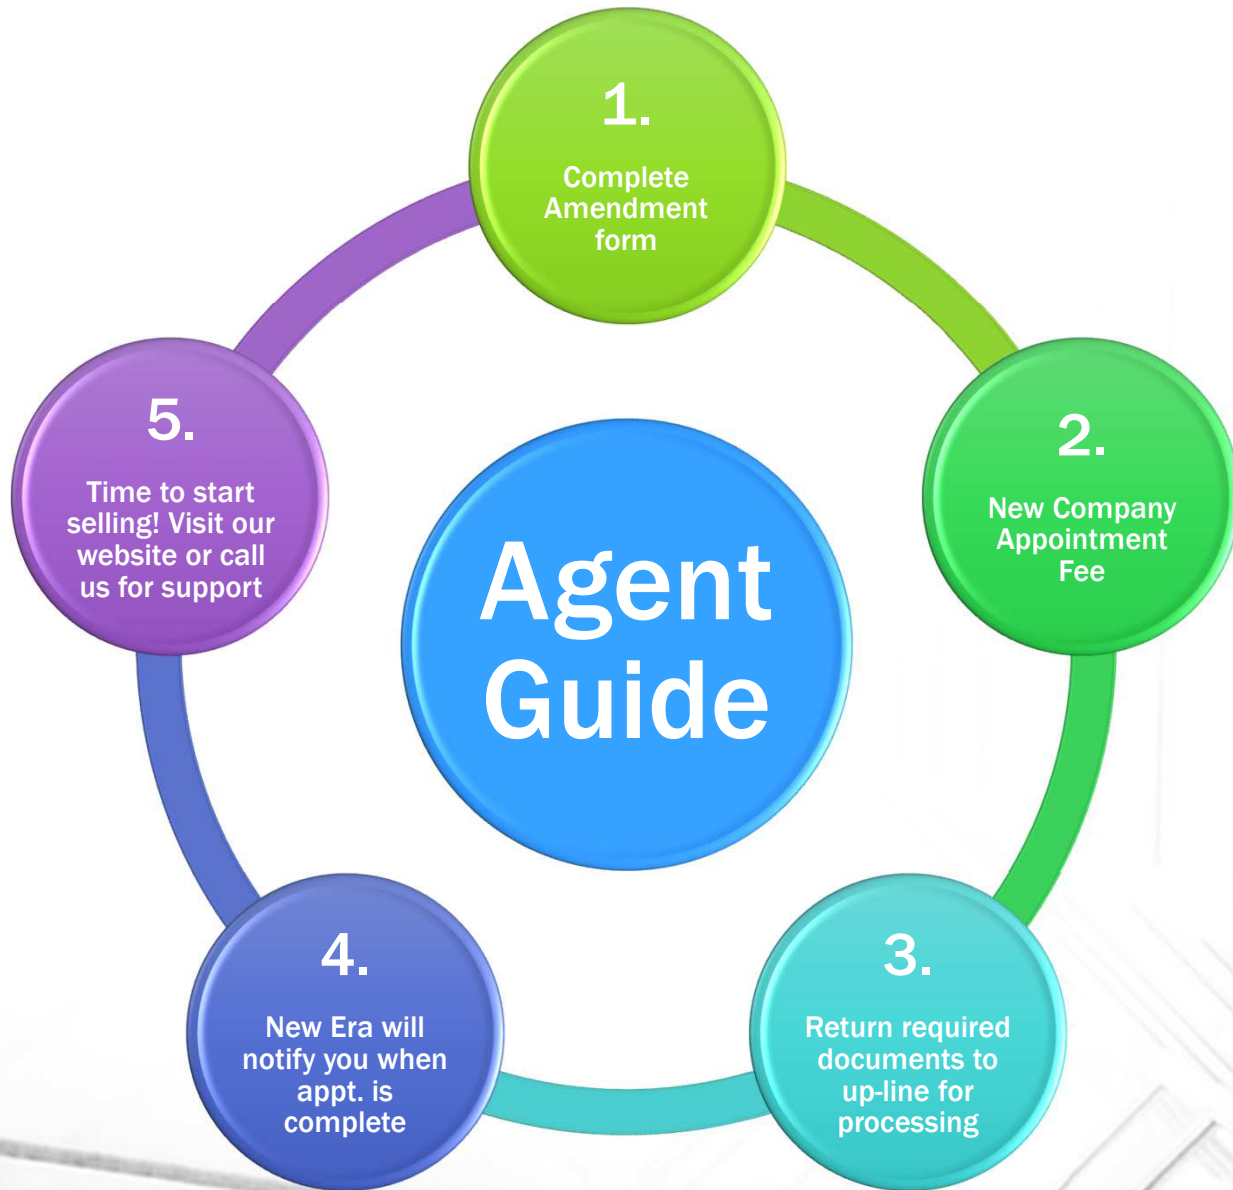 1.
Complete
Amendment
form
2.
New Company
Appointment
Fee
3.
Return required
documents to
up-line for
processing
4.
New Era will
notify you when
appt. is
complete
5.
Time to start
selling! Visit our
website or call
us for support
Agent
Guide